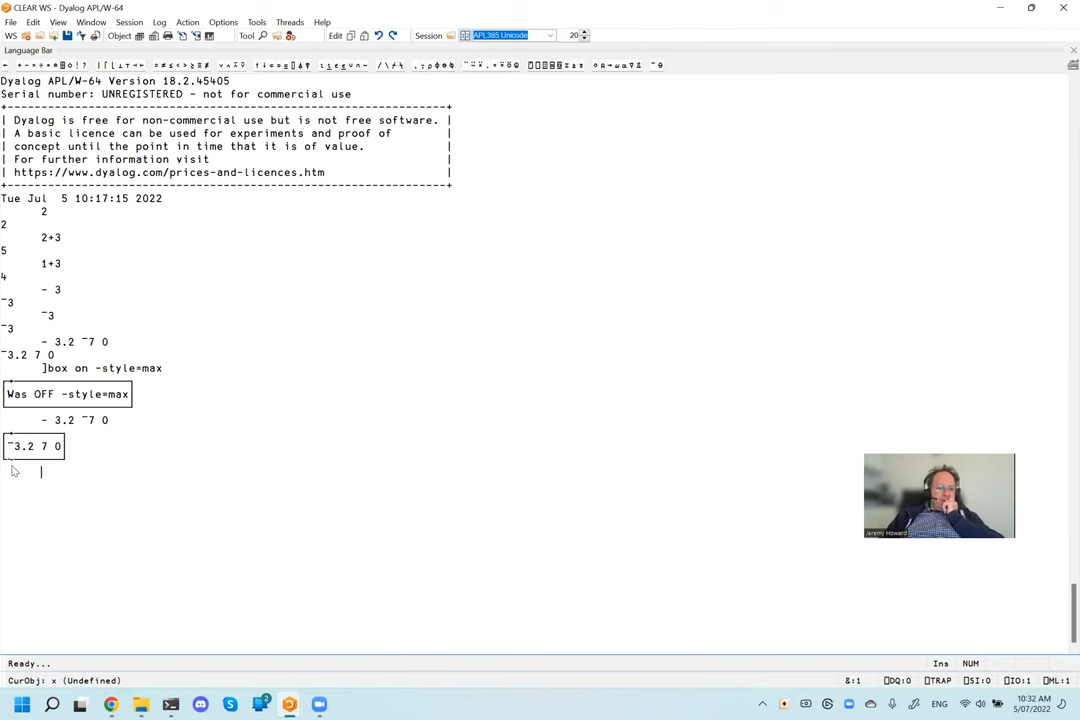 CLEAR WS - Dyalog APL/W-64
File Edit View Window Session Log Action Options Tools Threads Help
WS Object Tool Edit Session APL385 Unicode 20
Language Bar
Dyalog APL/W-64 Version 18.2.45405
Serial number: UNREGISTERED - not for commercial use
+---------------------------------------------------------------+
| Dyalog is free for non-commercial use but is not free software. |
| A basic licence can be used for experiments and proof of |
| concept until the point in time that it is of value. |
| For further information visit |
| https://www.dyalog.com/prices-and-licences.htm |
+---------------------------------------------------------------+
Tue Jul  5 10:17:15 2022
2
2
2+3
5
1+3
4
- 3
¯3
¯3
¯3
- 3.2 ¯7 0
¯3.2 7 0
]box on -style=max
Was OFF -style=max
- 3.2 ¯7 0
¯3.2 7 0
Jeremy Howard
Ready...
Ins NUM
CurObj: x (Undefined)
&:1 ⎕DQ:0 ⎕TRAP ⎕SI:0 ⎕IO:1 ⎕ML:1
2
ENG
10:32 AM
5/07/2022